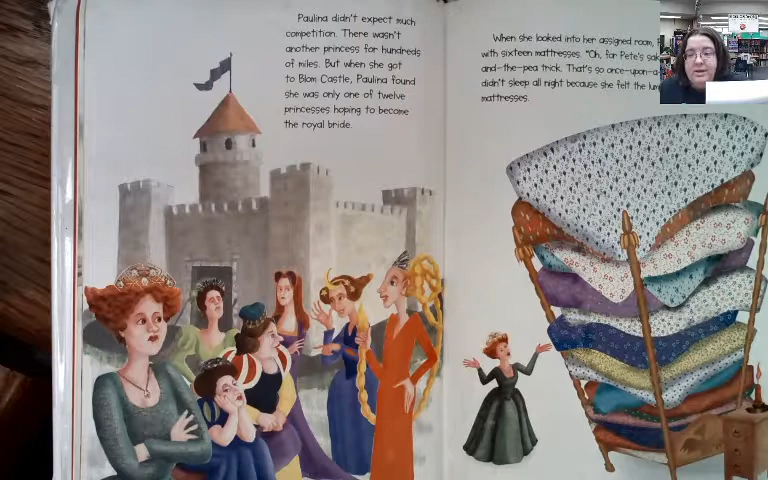 Paulina didn't expect much
competition. There wasn't
another princess for hundreds
of miles. But when she got
to Blom Castle, Paulina found
she was only one of twelve
princesses hoping to become
the royal bride.
When she looked into her assigned room,
with sixteen mattresses. "Oh, for Pete's
and-the-pea trick. That's so once-upon-a
didn't sleep all night because she felt the
mattresses.